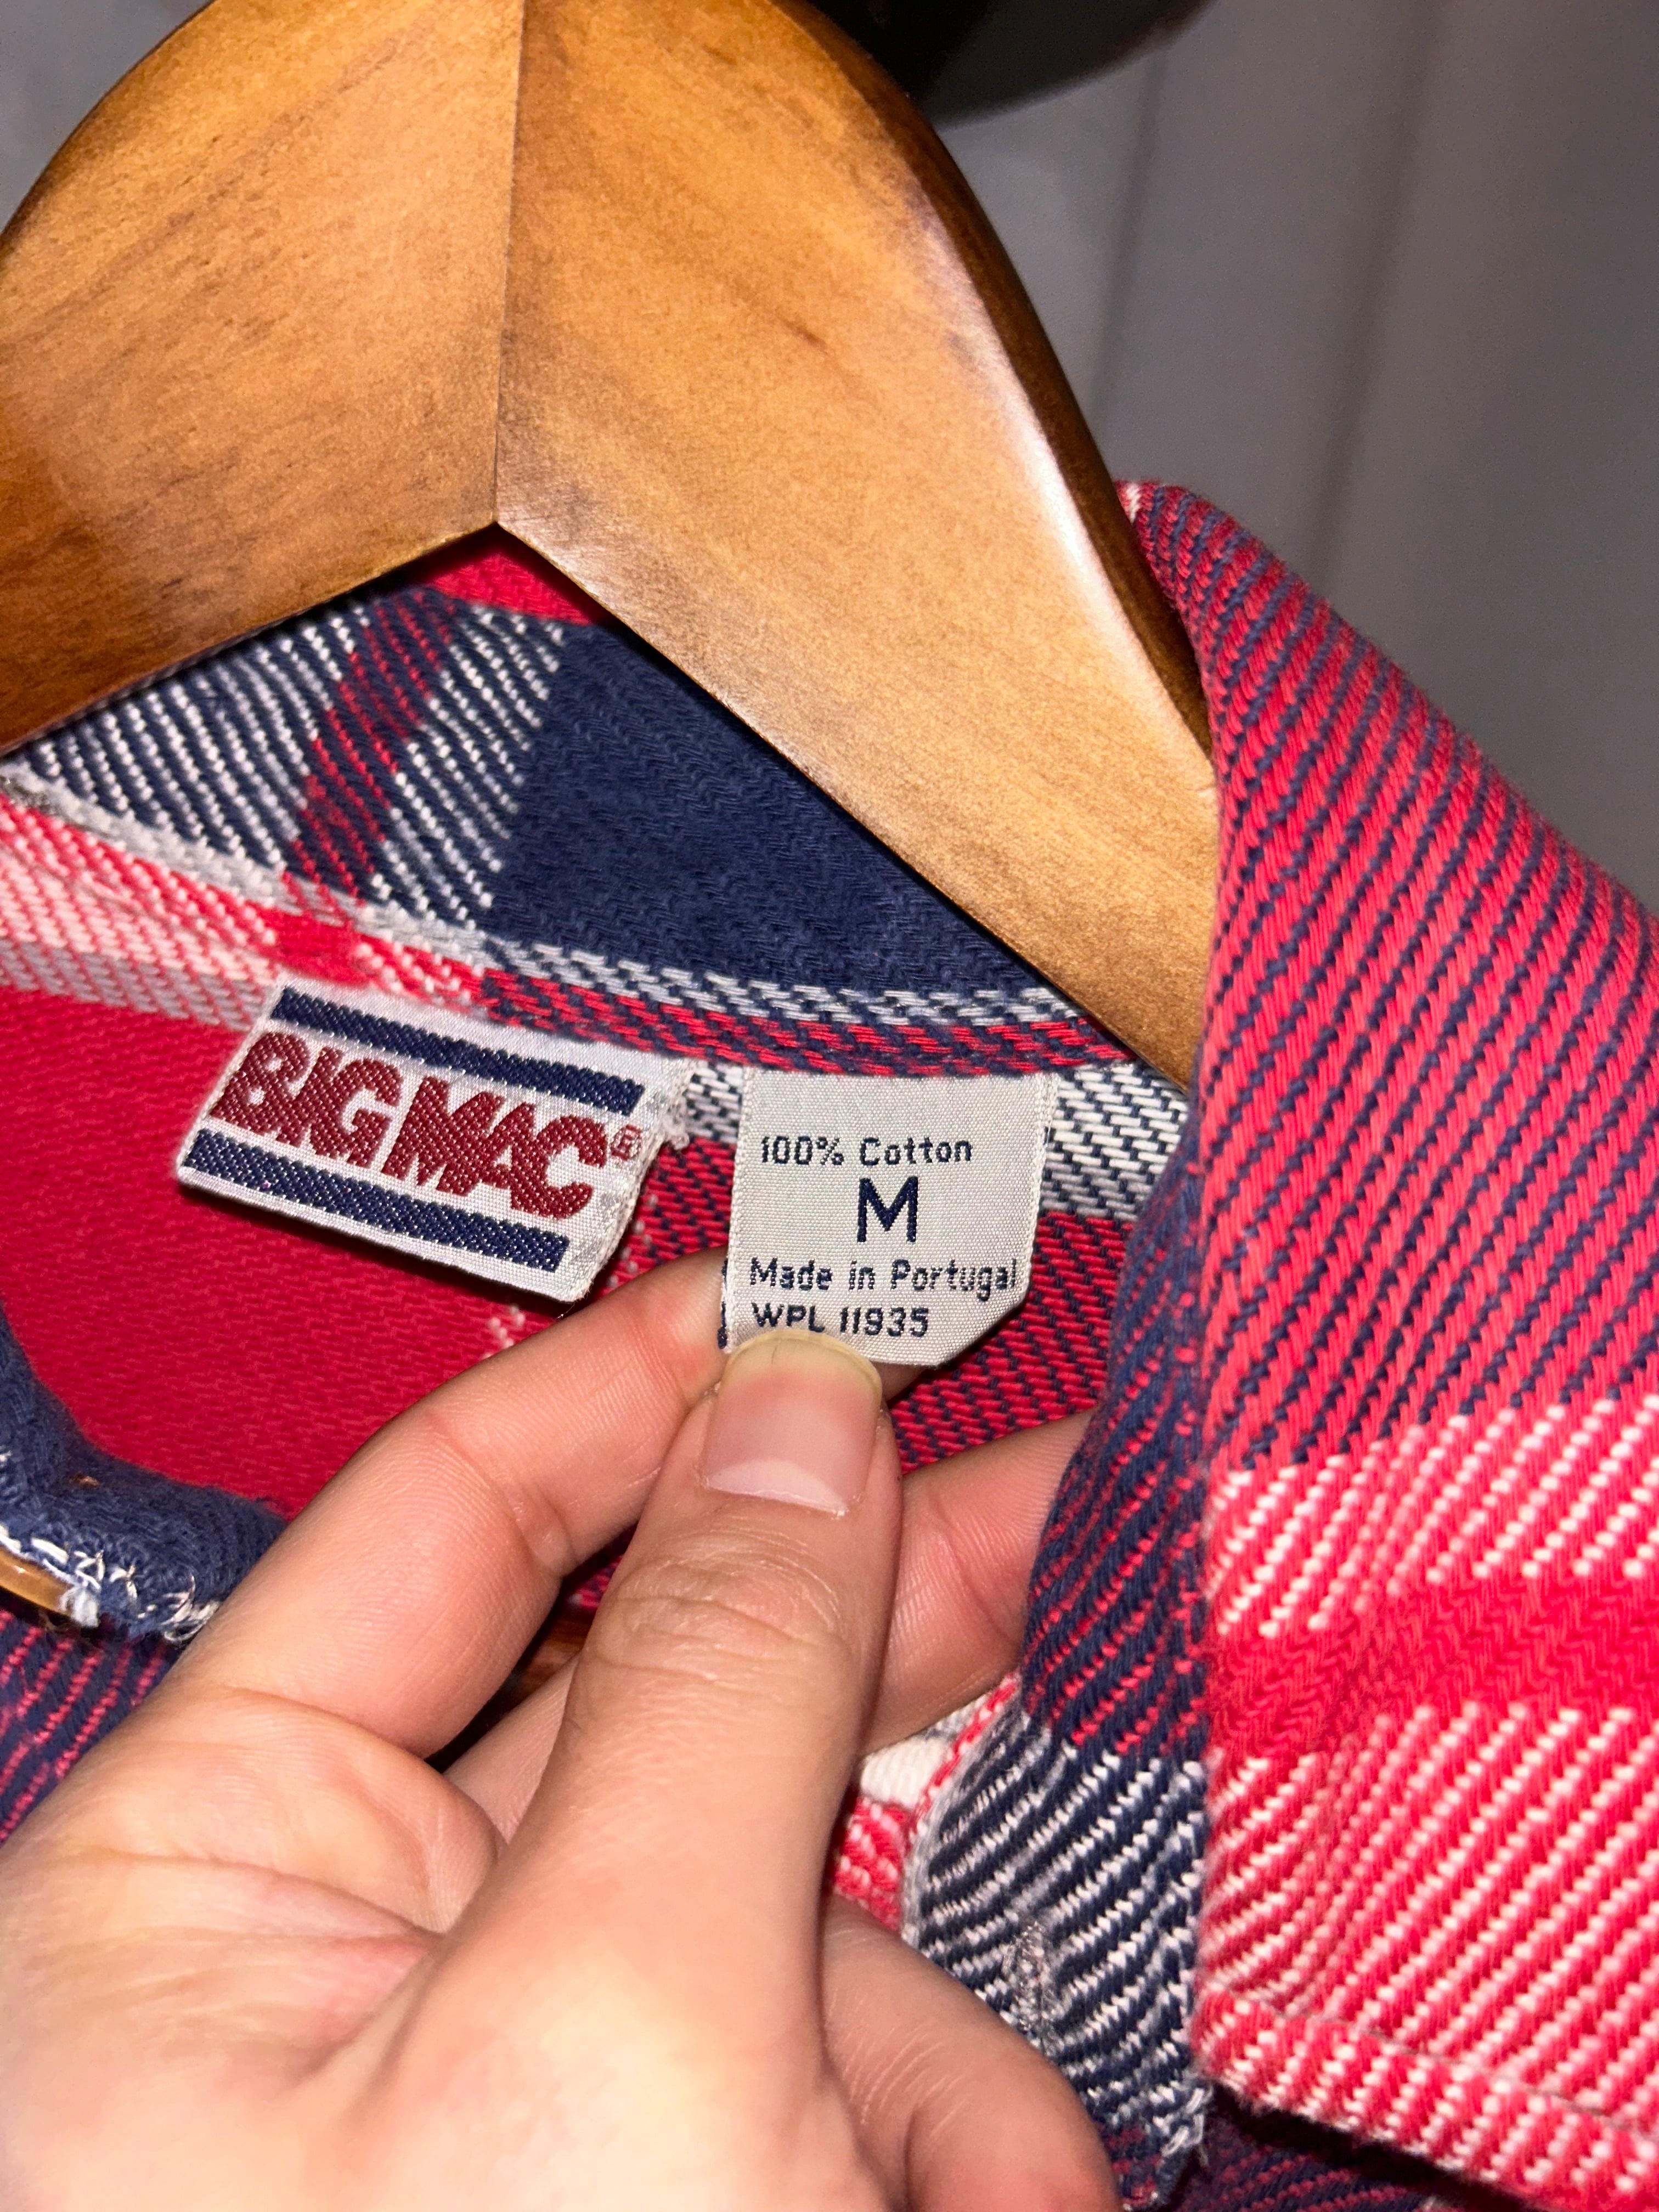 BIG MAC®
100% Cotton
M
Made in Portugal
WPL 11935